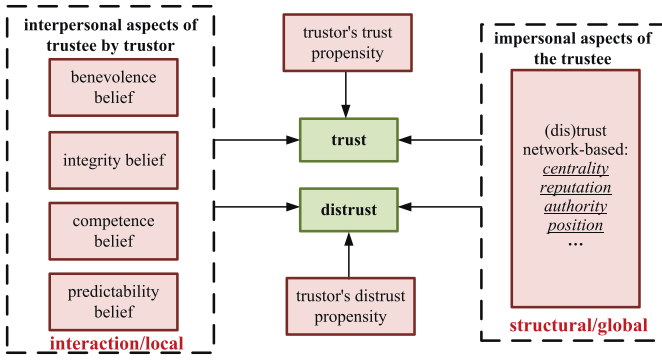 interpersonal aspects of
trustee by trustor
benevolence
belief
integrity belief
competence
belief
predictability
belief
interaction/local
trustor's trust
propensity
trust
distrust
trustor's distrust
propensity
impersonal aspects of
the trustee
(dis)trust
network-based:
centrality
reputation
authority
position
...
structural/global